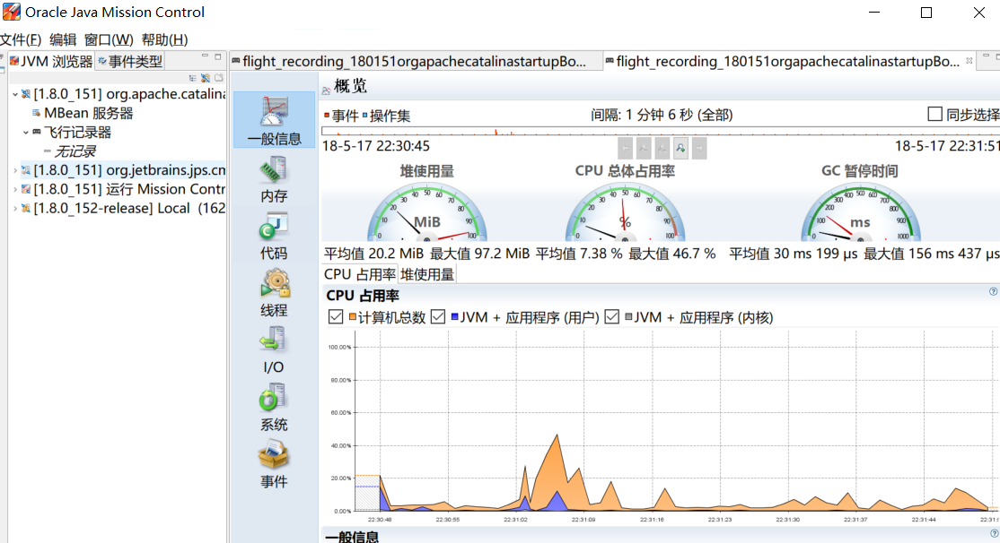 Oracle Java Mission Control
文件(F) 编辑 窗口(W) 帮助(H)
JVM 浏览器 事件类型
flight_recording_180151orgapachecatalinastartupBo...
flight_recording_180151orgapachecatalinastartupBo...
[1.8.0_151] org.apache.catalina
MBean 服务器
飞行记录器
无记录
[1.8.0_151] org.jetbrains.jps.cm
[1.8.0_151] 运行 Mission Contr
[1.8.0_152-release] Local (162
一般信息
内存
代码
线程
I/O
系统
事件
概览
事件 操作集 间隔: 1 分钟 6 秒 (全部) 同步选择
18-5-17 22:30:45 18-5-17 22:31:51
堆使用量 CPU 总体占用率 GC 暂停时间
0 10 20 30 40 50 60 70 80 90 100 MiB
0 10 20 30 40 50 60 70 80 90 100 %
0 100 200 300 400 500 600 700 800 900 1000 ms
平均值 20.2 MiB 最大值 97.2 MiB 平均值 7.38 % 最大值 46.7 % 平均值 30 ms 199 µs 最大值 156 ms 437 µs
CPU 占用率 堆使用量
CPU 占用率
计算机总数 JVM + 应用程序 (用户) JVM + 应用程序 (内核)
100.00%
80.00%
60.00%
40.00%
20.00%
0.00%
22:30:48 22:30:55 22:31:02 22:31:09 22:31:16 22:31:23 22:31:30 22:31:37 22:31:44 22:31:5
一般信息